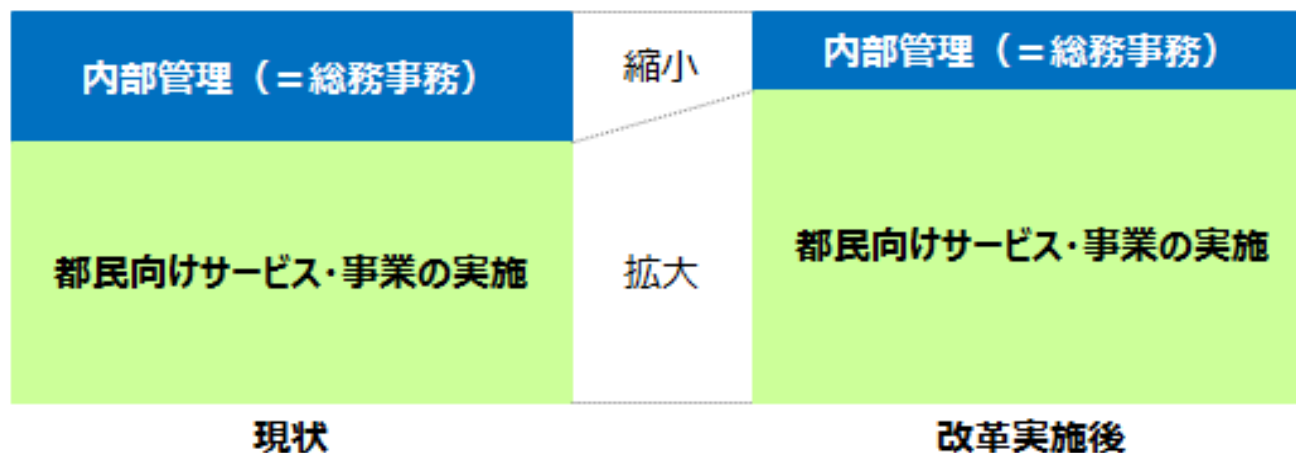 内部管理（＝総務事務）
縮小
内部管理（＝総務事務）
都民向けサービス・事業の実施
拡大
都民向けサービス・事業の実施
現状
改革実施後